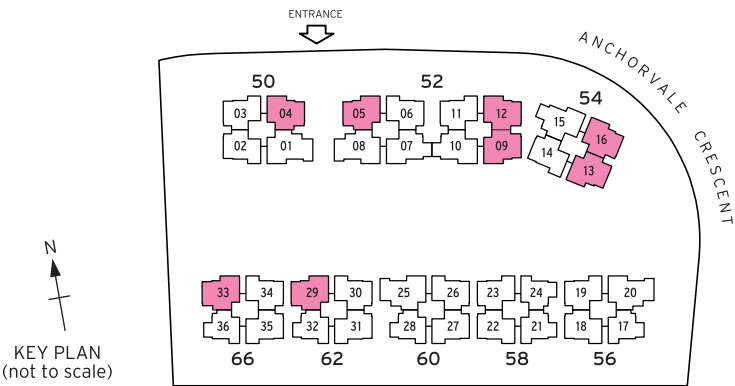 ENTRANCE
ANCHORVALE CRESCENT
50 52 54
03 04 05 06 11 12 15 16
02 01 08 07 10 09 14 13
N
33 34 29 30 25 26 23 24 19 20
36 35 32 31 28 27 22 21 18 17
66 62 60 58 56
KEY PLAN
(not to scale)